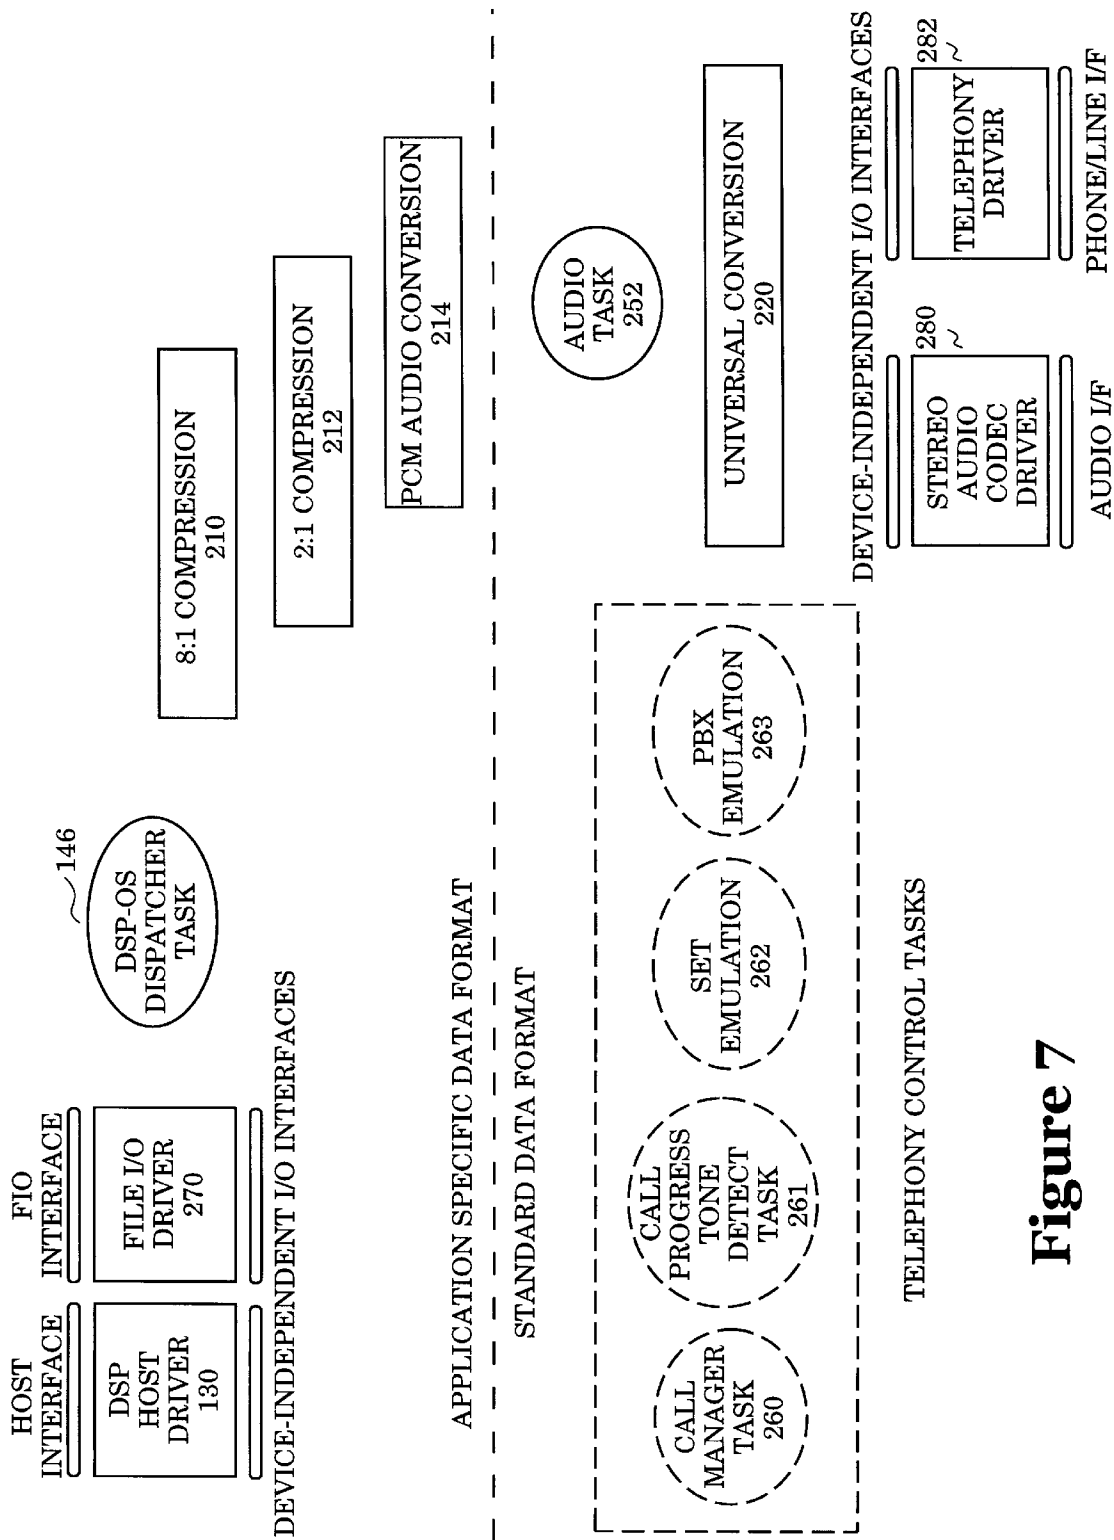 HOST
INTERFACE
DSP
HOST
DRIVER
130
FIO
INTERFACE
FILE I/O
DRIVER
270
DEVICE-INDEPENDENT I/O INTERFACES
146
DSP-OS
DISPATCHER
TASK
8:1 COMPRESSION
210
2:1 COMPRESSION
212
PCM AUDIO CONVERSION
214
APPLICATION SPECIFIC DATA FORMAT
STANDARD DATA FORMAT
CALL
MANAGER
TASK
260
CALL
PROGRESS
TONE
DETECT
TASK
261
SET
EMULATION
262
PBX
EMULATION
263
TELEPHONY CONTROL TASKS
AUDIO
TASK
252
UNIVERSAL CONVERSION
220
DEVICE-INDEPENDENT I/O INTERFACES
280
STEREO
AUDIO
CODEC
DRIVER
AUDIO I/F
282
TELEPHONY
DRIVER
PHONE/LINE I/F
Figure 7